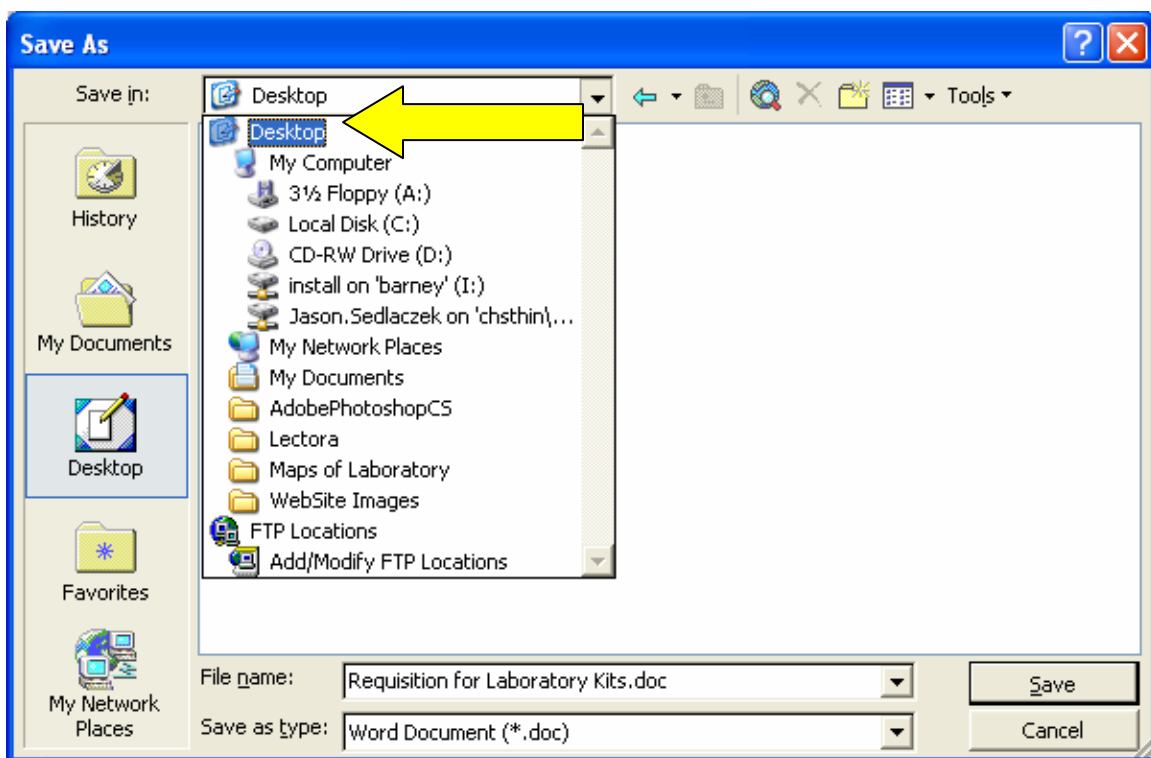 Save As
Save in:
Desktop
Tools
Desktop
My Computer
3½ Floppy (A:)
Local Disk (C:)
CD-RW Drive (D:)
install on 'barney' (I:)
Jason.Sedlaczek on 'chsthin\...
My Network Places
My Documents
AdobePhotoshopCS
Lectora
Maps of Laboratory
WebSite Images
FTP Locations
Add/Modify FTP Locations
History
My Documents
Desktop
Favorites
My Network
Places
File name:
Requisition for Laboratory Kits.doc
Save
Save as type:
Word Document (*.doc)
Cancel